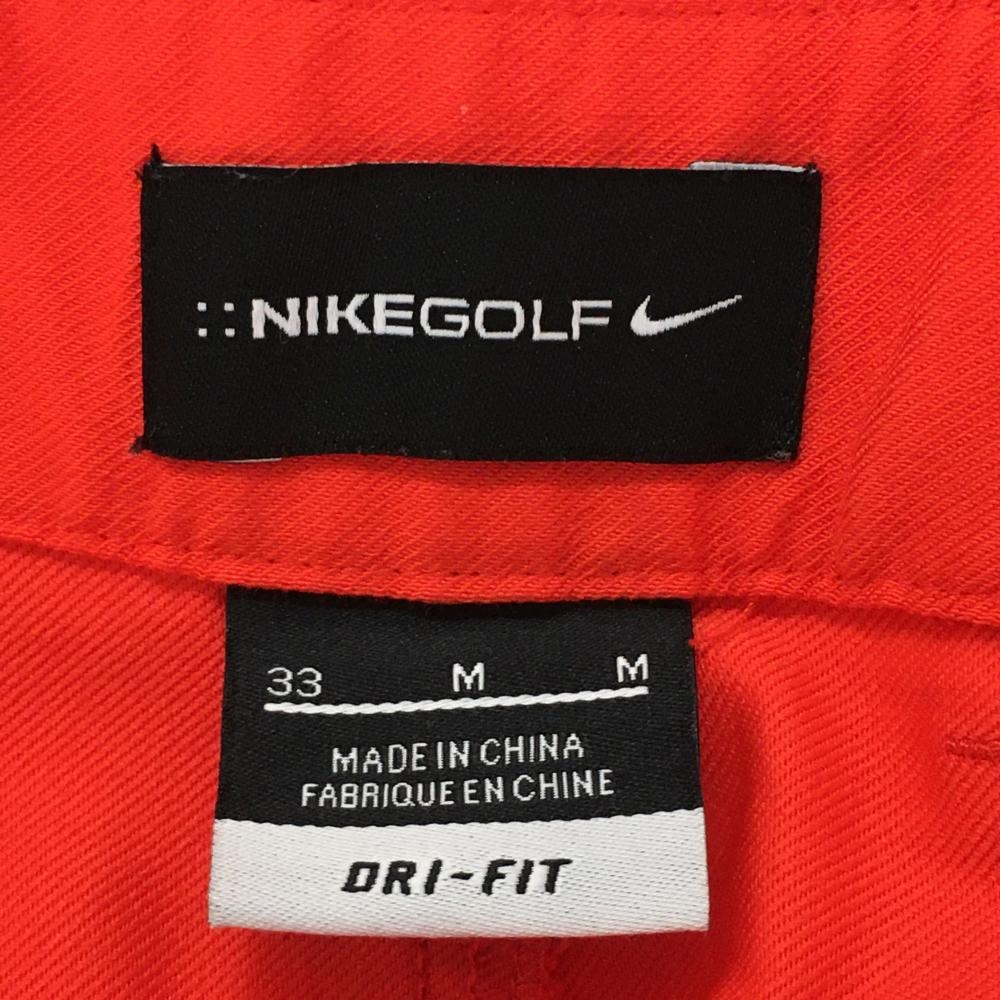 ::NIKEGOLF
33 M M
MADE IN CHINA
FABRIQUE EN CHINE
DRI-FIT